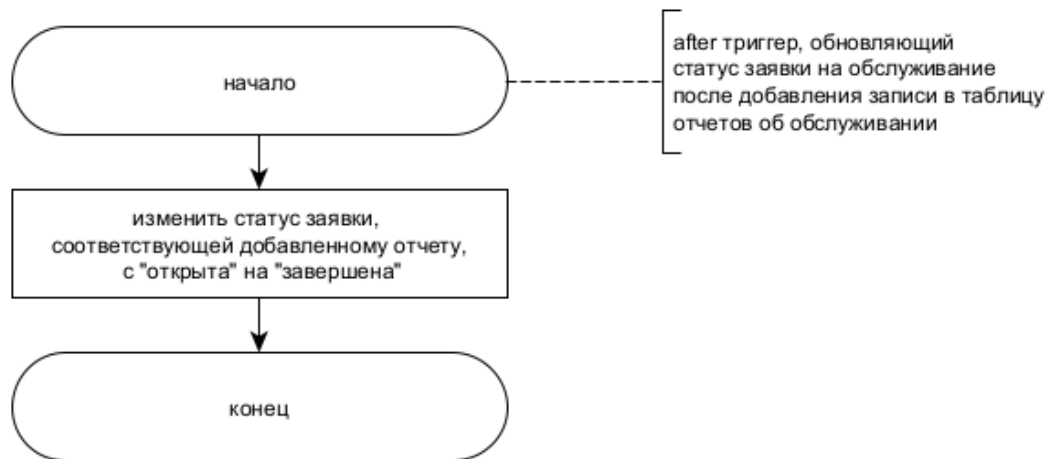 начало
after триггер, обновляющий
статус заявки на обслуживание
после добавления записи в таблицу
отчетов об обслуживании
изменить статус заявки,
соответствующей добавленному отчету,
с "открыта" на "завершена"
конец